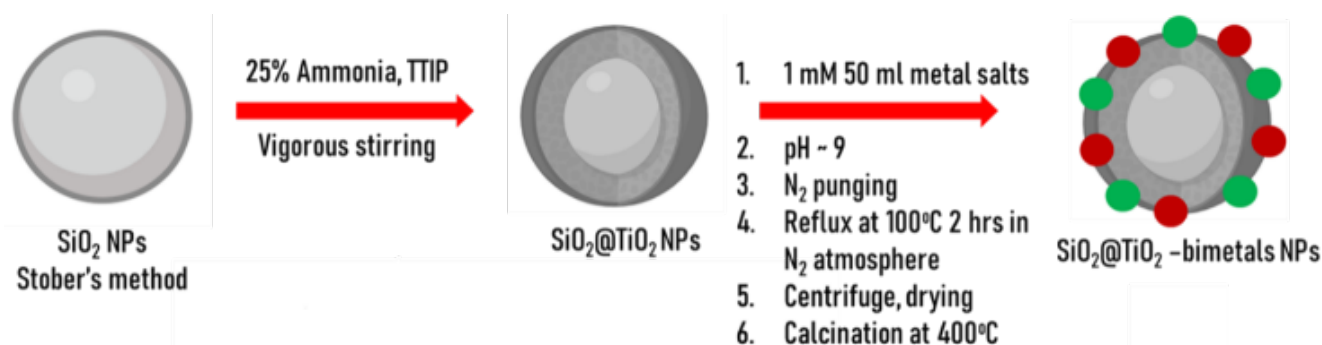 25% Ammonia, TTIP
Vigorous stirring
SiO₂ NPs
Stober's method
SiO₂@TiO₂ NPs
1. 1 mM 50 ml metal salts
2. pH ~ 9
3. N₂ punging
4. Reflux at 100⁰C 2 hrs in
N₂ atmosphere
5. Centrifuge, drying
6. Calcination at 400⁰C
SiO₂@TiO₂ –bimetals NPs